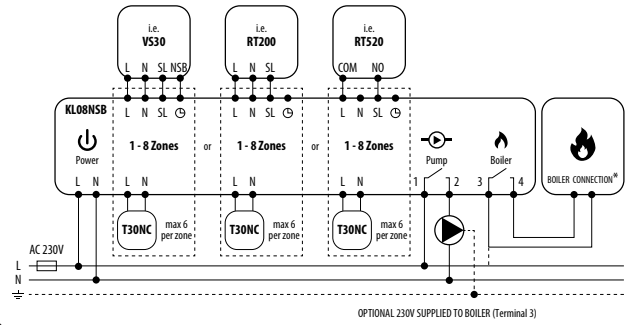 i.e. i.e. i.e.
VS30 RT200 RT520
L N SL NSB L N SL COM NO
KL08NSB
L N SL L N SL L N SL
1 - 8 Zones or 1 - 8 Zones or 1 - 8 Zones
Power Pump Boiler
BOILER CONNECTION*
L N L N L N L N 1 2 3 4
T30NC max 6 per zone T30NC max 6 per zone T30NC max 6 per zone
AC 230V
L
N
OPTIONAL 230V SUPPLIED TO BOILER (Terminal 3)